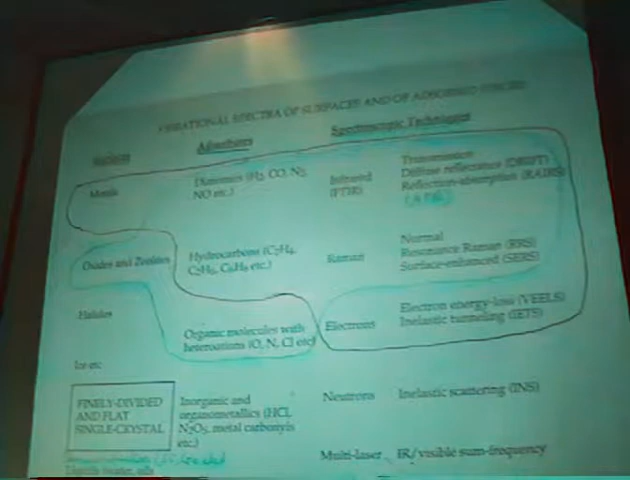 VIBRATIONAL SPECTRA OF SURFACES AND OF ADSORBED SPECIES
Surfaces Adsorbates Spectroscopic Techniques
Metals Diatomics (H2, CO, N2, NO etc.) Infrared (FTIR) Transmission
Diffuse reflectance (DRIFT)
Reflection-absorption (RAIRS)
Oxides and Zeolites Hydrocarbons (C2H4, C2H6, C6H6 etc.) Raman Normal
Resonance Raman (RRS)
Surface-enhanced (SERS)
Halides
Organic molecules with heteroatoms (O, N, Cl etc) Electrons Electron energy-loss (VEELS)
Inelastic tunneling (IETS)
Ice etc
FINELY-DIVIDED
AND FLAT
SINGLE-CRYSTAL
Inorganic and
organometallics (HCl,
N2O, metal carbonyls
etc.)
Neutrons Inelastic scattering (INS)
Multi-laser IR/visible sum-frequency